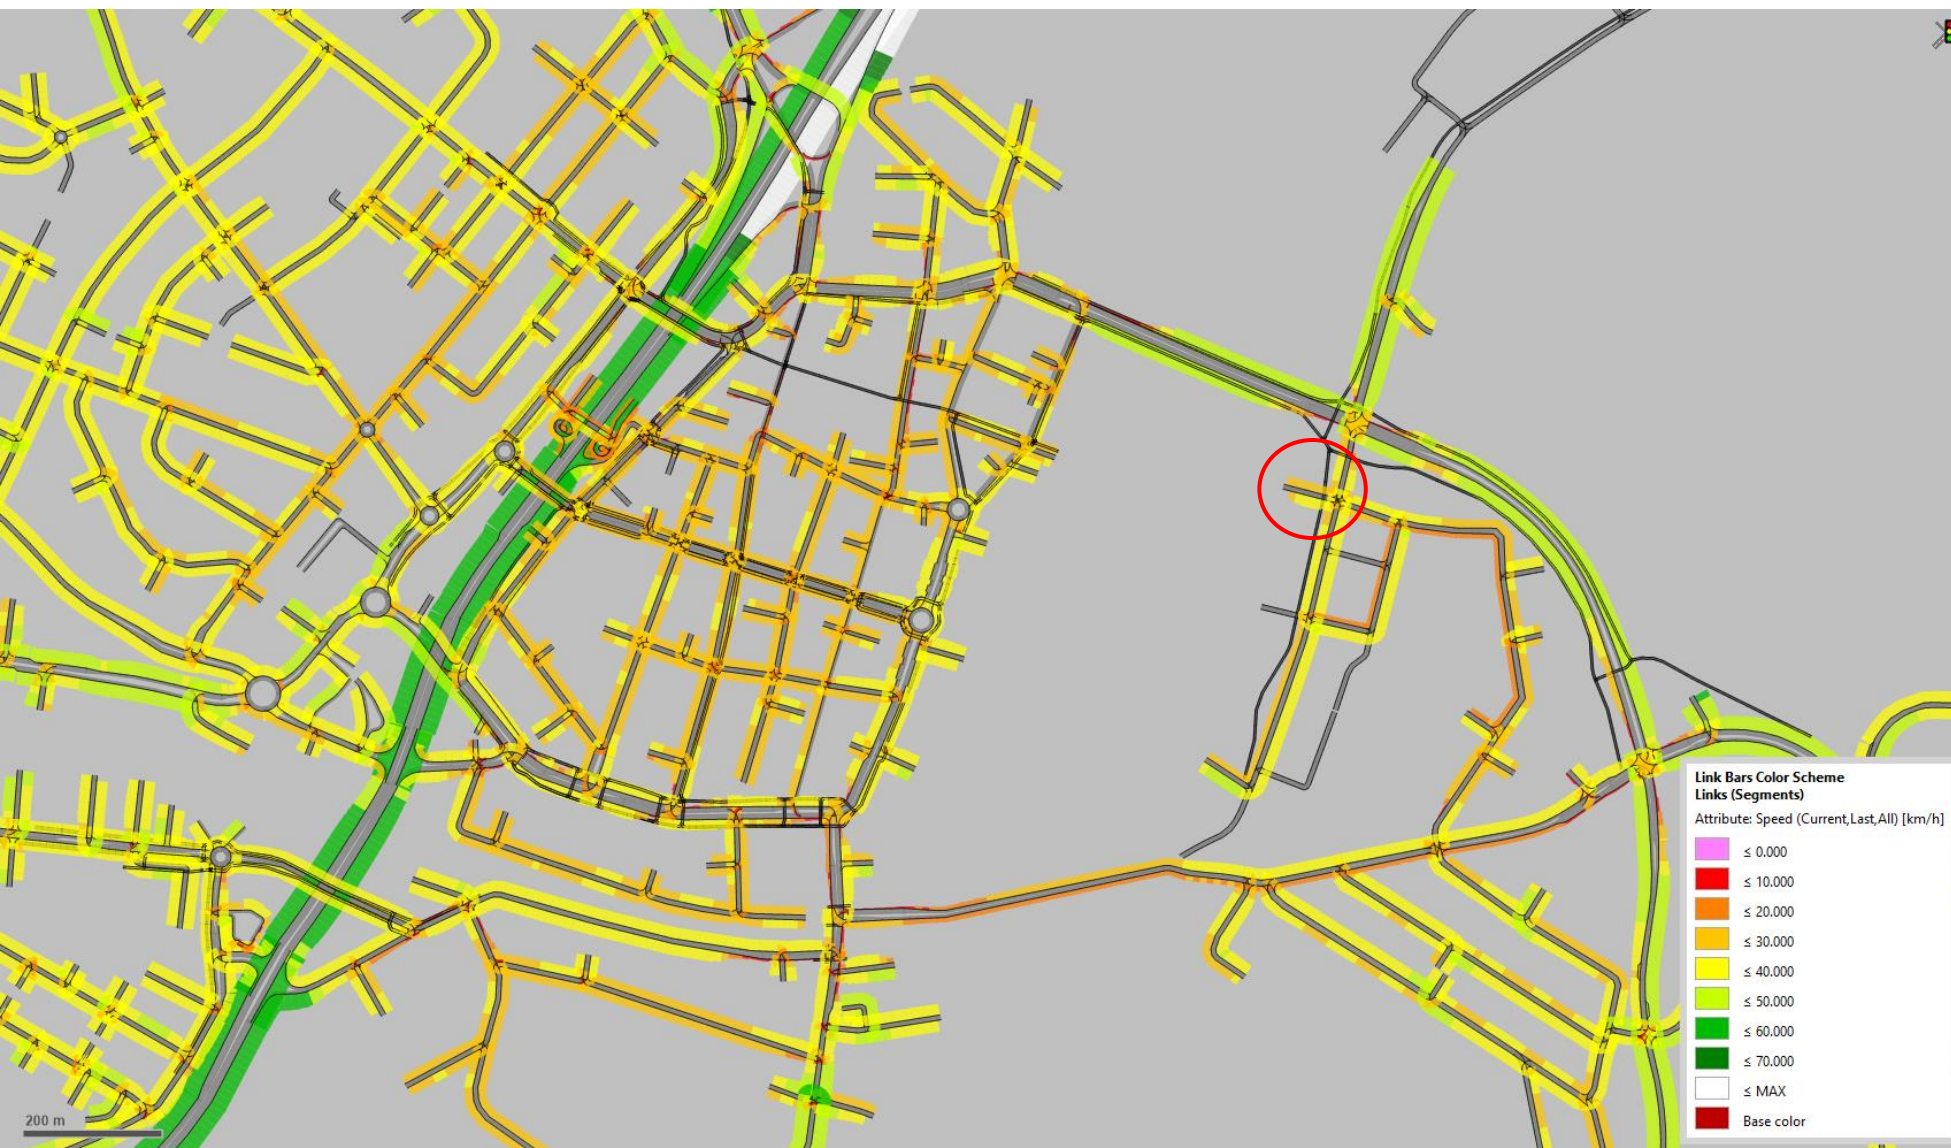 Link Bars Color Scheme
Links (Segments)
Attribute: Speed (Current,Last,All) [km/h]
≤ 0.000
≤ 10.000
≤ 20.000
≤ 30.000
≤ 40.000
≤ 50.000
≤ 60.000
≤ 70.000
≤ MAX
Base color
200 m